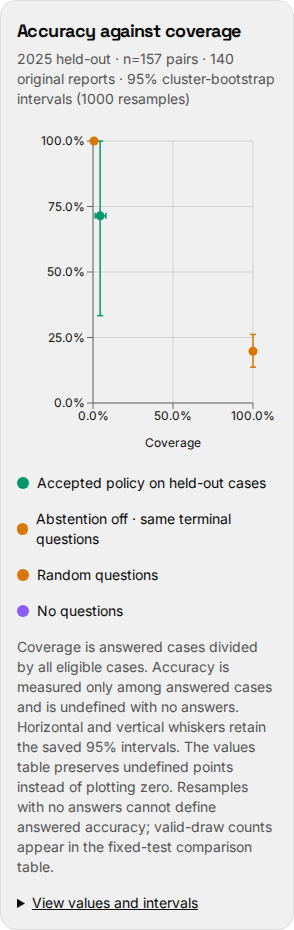 Accuracy against coverage
2025 held-out · n=157 pairs · 140
original reports · 95% cluster-bootstrap
intervals (1000 resamples)
100.0%
75.0%
50.0%
25.0%
0.0%
0.0% 50.0% 100.0%
Coverage
Accepted policy on held-out cases
Abstention off · same terminal
questions
Random questions
No questions
Coverage is answered cases divided
by all eligible cases. Accuracy is
measured only among answered cases
and is undefined with no answers.
Horizontal and vertical whiskers retain
the saved 95% intervals. The values
table preserves undefined points
instead of plotting zero. Resamples
with no answers cannot define
answered accuracy; valid-draw counts
appear in the fixed-test comparison
table.
View values and intervals